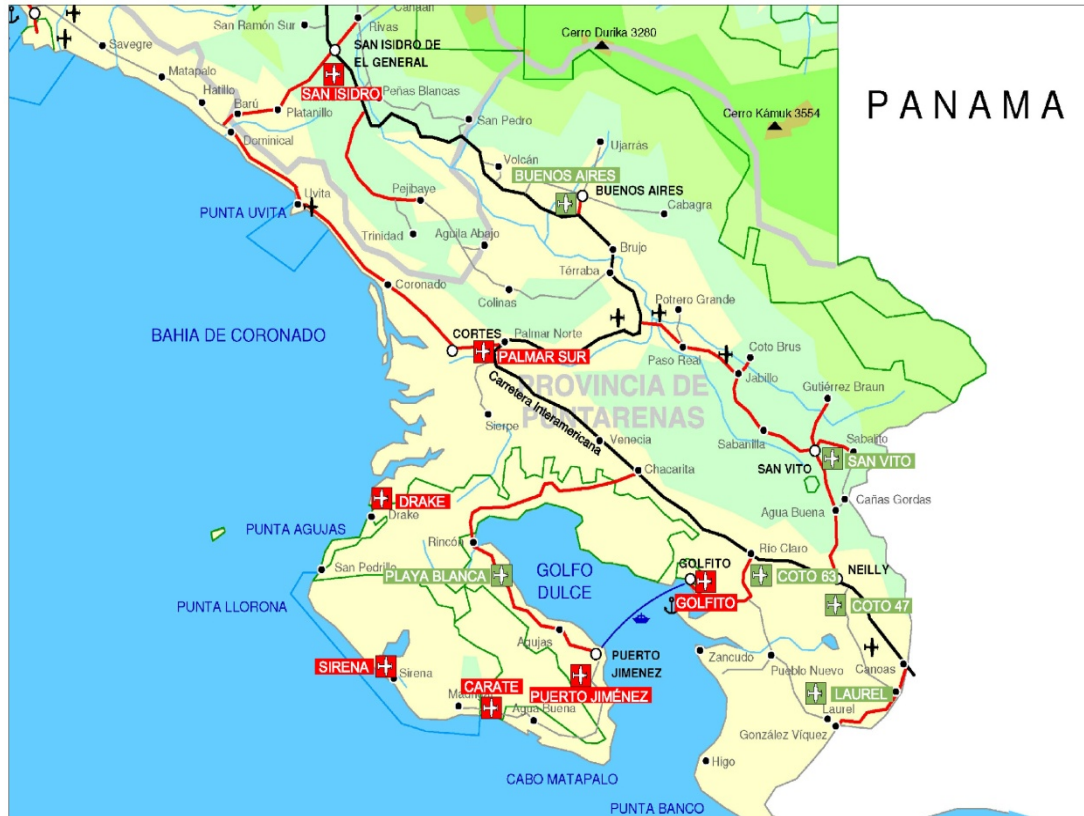 Canaán
San Ramón Sur
Rivas
Savegre
SAN ISIDRO DE
EL GENERAL
Cerro Durika 3280
Matapalo
Hatillo
SAN ISIDRO
Peñas Blancas
PANAMA
Barú
Platanillo
San Pedro
Cerro Kámuk 3554
Dominical
Ujarrás
Volcán
BUENOS AIRES
BUENOS AIRES
Uvita
Pejibaye
Cabagra
PUNTA UVITA
Trinidad
Aguila Abajo
Brujo
Térraba
Coronado
Colinas
Potrero Grande
BAHIA DE CORONADO
CORTES
Palmar Norte
PALMAR SUR
Paso Real
Coto Brus
Jabillo
PROVINCIA DE
PUNTARENAS
Carretera Interamericana
Gutiérrez Braun
Sierpe
Venecia
Sabanilla
Sabalito
SAN VITO
SAN VITO
Chacarita
DRAKE
Drake
Cañas Gordas
PUNTA AGUJAS
Agua Buena
Rincón
Río Claro
San Pedrillo
PLAYA BLANCA
GOLFO
DULCE
GOLFITO
GOLFITO
COTO 63
NEILLY
PUNTA LLORONA
COTO 47
Agujas
PUERTO
JIMENEZ
Zancudo
Pueblo Nuevo
Canoas
SIRENA
Sirena
CARATE
PUERTO JIMÉNEZ
LAUREL
Agua Buena
Laurel
González Víquez
Higo
CABO MATAPALO
PUNTA BANCO